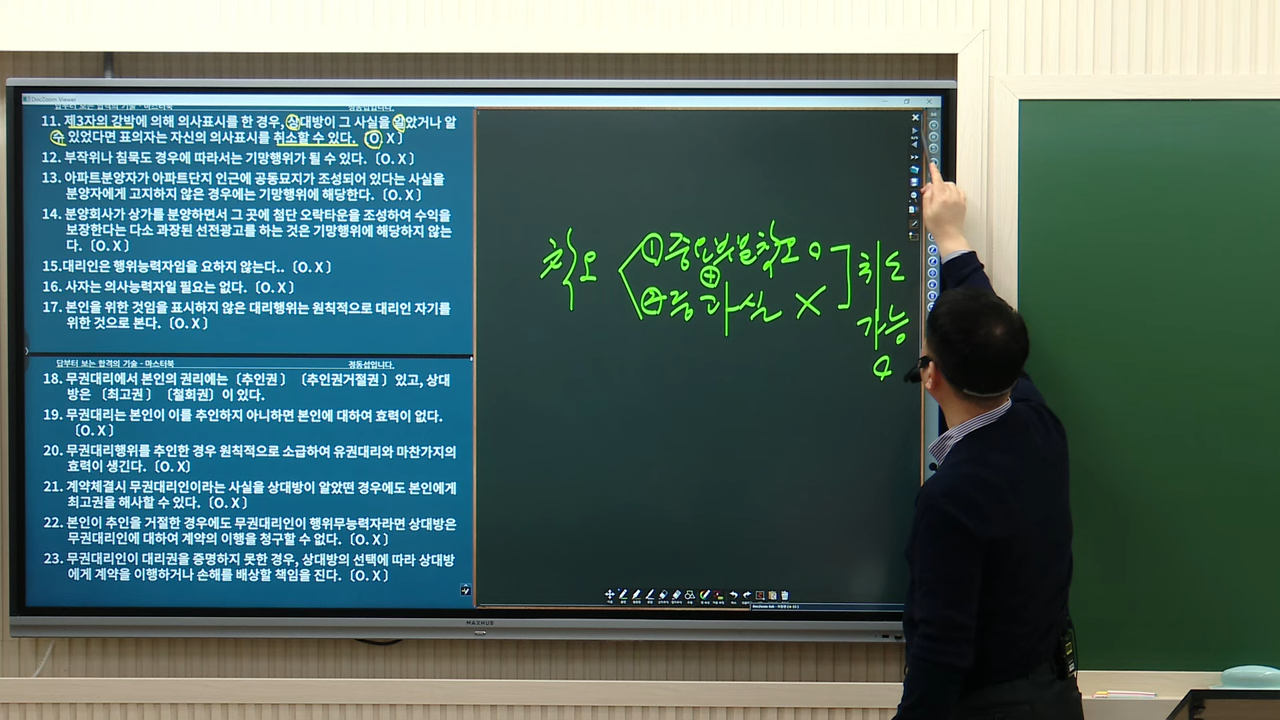 DocZoom Viewer
답부터 보는 합격의 기술 - 마스터북
정동섭입니다.
11. 제3자의 강박에 의해 의사표시를 한 경우, 상대방이 그 사실을 알았거나 알
수 있었다면 표의자는 자신의 의사표시를 취소할 수 있다. 〔O. X〕
12. 부작위나 침묵도 경우에 따라서는 기망행위가 될 수 있다. 〔O. X〕
13. 아파트분양자가 아파트단지 인근에 공동묘지가 조성되어 있다는 사실을
분양자에게 고지하지 않은 경우에는 기망행위에 해당한다. 〔O. X〕
14. 분양회사가 상가를 분양하면서 그 곳에 첨단 오락타운을 조성하여 수익을
보장한다는 다소 과장된 선전광고를 하는 것은 기망행위에 해당하지 않는
다. 〔O. X〕
15.대리인은 행위능력자임을 요하지 않는다.. 〔O. X〕
16. 사자는 의사능력자일 필요는 없다. 〔O. X〕
17. 본인을 위한 것임을 표시하지 않은 대리행위는 원칙적으로 대리인 자기를
위한 것으로 본다. 〔O. X〕
답부터 보는 합격의 기술 - 마스터북
정동섭입니다.
18. 무권대리에서 본인의 권리에는 〔추인권〕 〔추인권거절권〕 있고, 상대
방은 〔최고권〕 〔철회권〕이 있다.
19. 무권대리는 본인이 이를 추인하지 아니하면 본인에 대하여 효력이 없다.
〔O. X〕
20. 무권대리행위를 추인한 경우 원칙적으로 소급하여 유권대리와 마찬가지의
효력이 생긴다. 〔O. X〕
21. 계약체결시 무권대리인이라는 사실을 상대방이 알았던 경우에도 본인에게
최고권을 해사할 수 있다. 〔O. X〕
22. 본인이 추인을 거절한 경우에도 무권대리인이 행위무능력자라면 상대방은
무권대리인에 대하여 계약의 이행을 청구할 수 없다. 〔O. X〕
23. 무권대리인이 대리권을 증명하지 못한 경우, 상대방의 선택에 따라 상대방
에게 계약을 이행하거나 손해를 배상할 책임을 진다. 〔O. X〕
착오
① 중요부분착오 O
⊕
② 중과실 X
취소
가능
O
MAXHUB